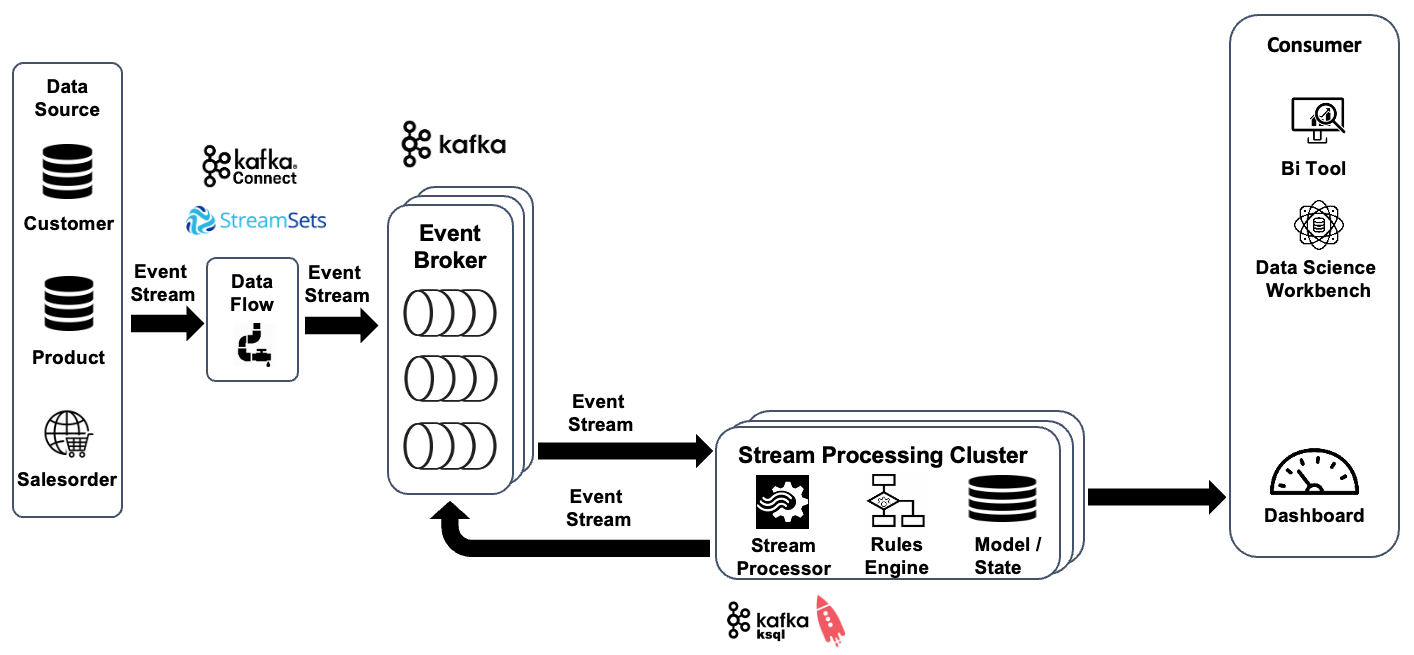 Data
Source
Customer
Product
Salesorder
Event
Stream
kafka®
Connect
StreamSets
Data
Flow
Event
Stream
kafka
Event
Broker
Event
Stream
Event
Stream
Stream Processing Cluster
Stream
Processor
Rules
Engine
Model /
State
kafka
ksql
Consumer
Bi Tool
Data Science
Workbench
Dashboard